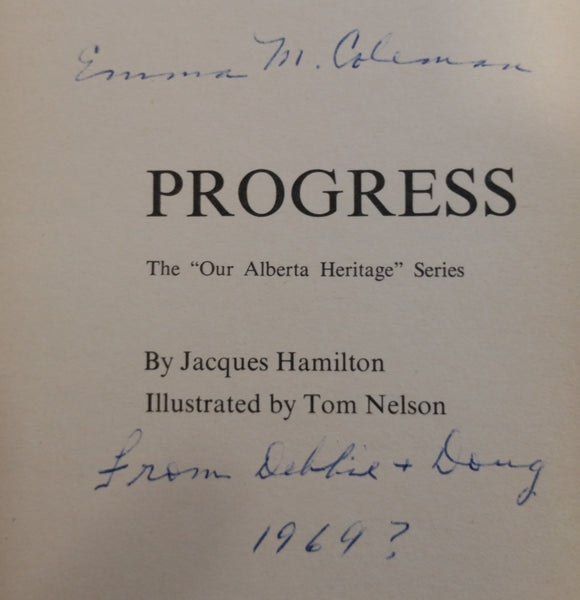 Emma M. Coleman
PROGRESS
The “Our Alberta Heritage” Series
By Jacques Hamilton
Illustrated by Tom Nelson
From Debbie + Doug
1969?